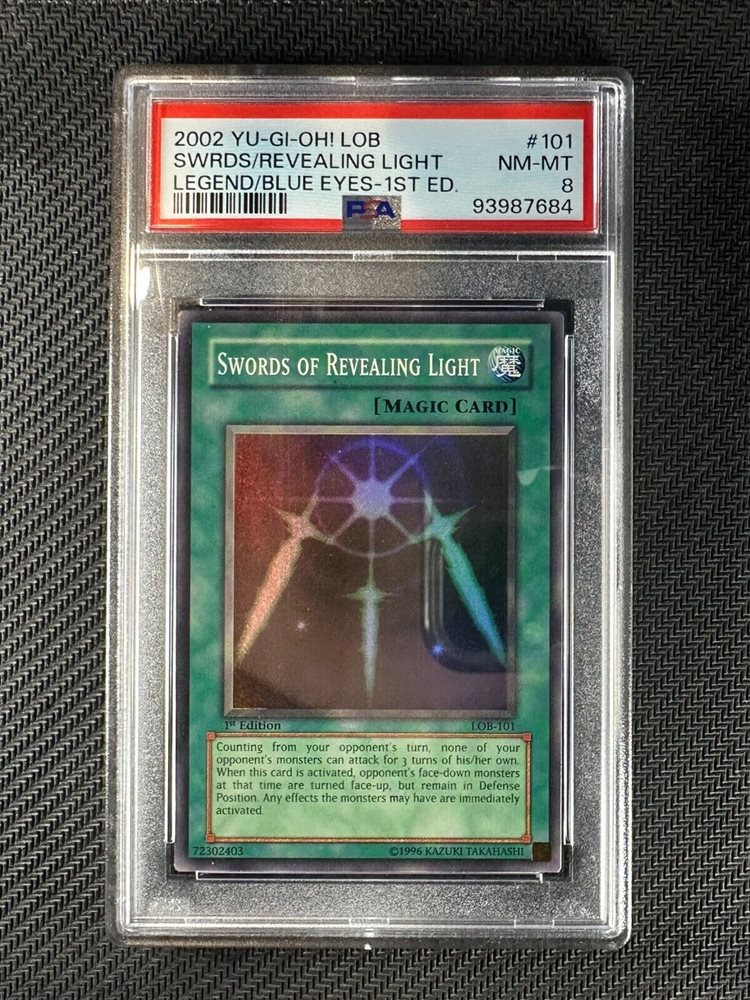 2002 YU-GI-OH! LOB #101
SWRDS/REVEALING LIGHT NM-MT
LEGEND/BLUE EYES-1ST ED. 8
PSA 93987684
SWORDS OF REVEALING LIGHT
MAGIC
魔
[MAGIC CARD]
1st Edition LOB-101
Counting from your opponent's turn, none of your
opponent's monsters can attack for 3 turns of his/her own.
When this card is activated, opponent's face-down monsters
at that time are turned face-up, but remain in Defense
Position. Any effects the monsters may have are immediately
activated.
72302403 ©1996 KAZUKI TAKAHASHI